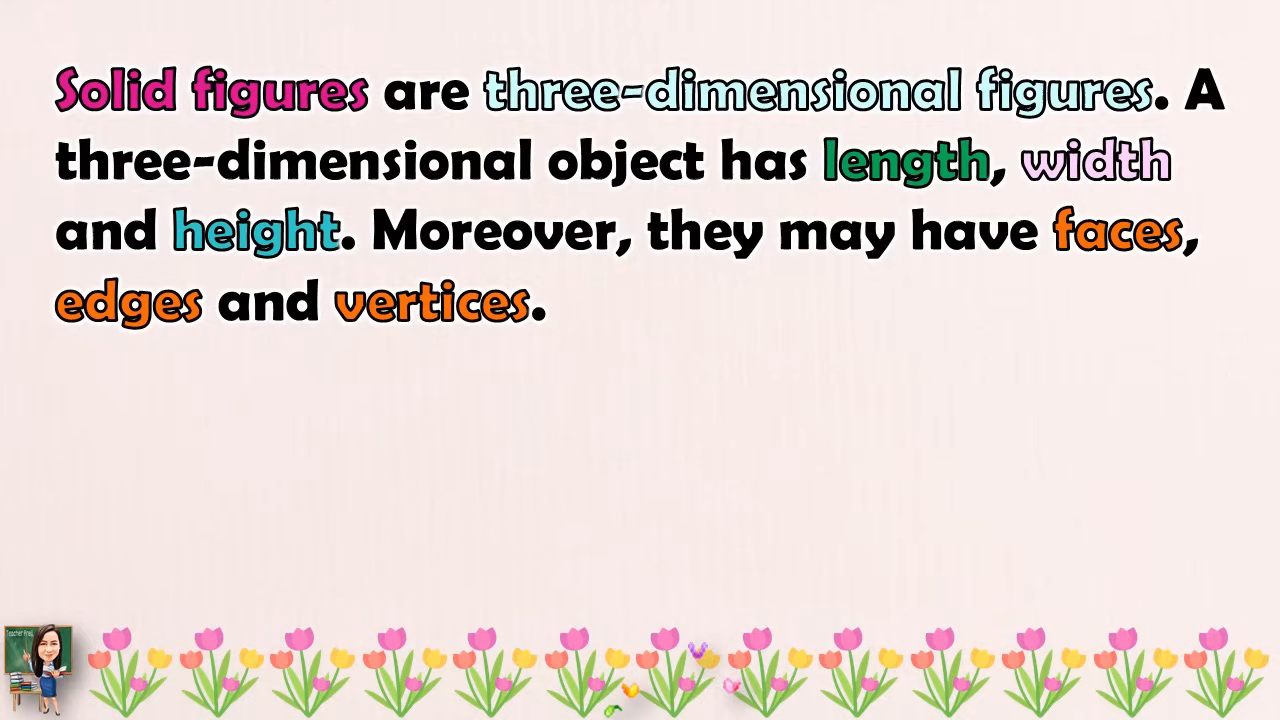 Solid figures are three-dimensional figures. A
three-dimensional object has length, width
and height. Moreover, they may have faces,
edges and vertices.